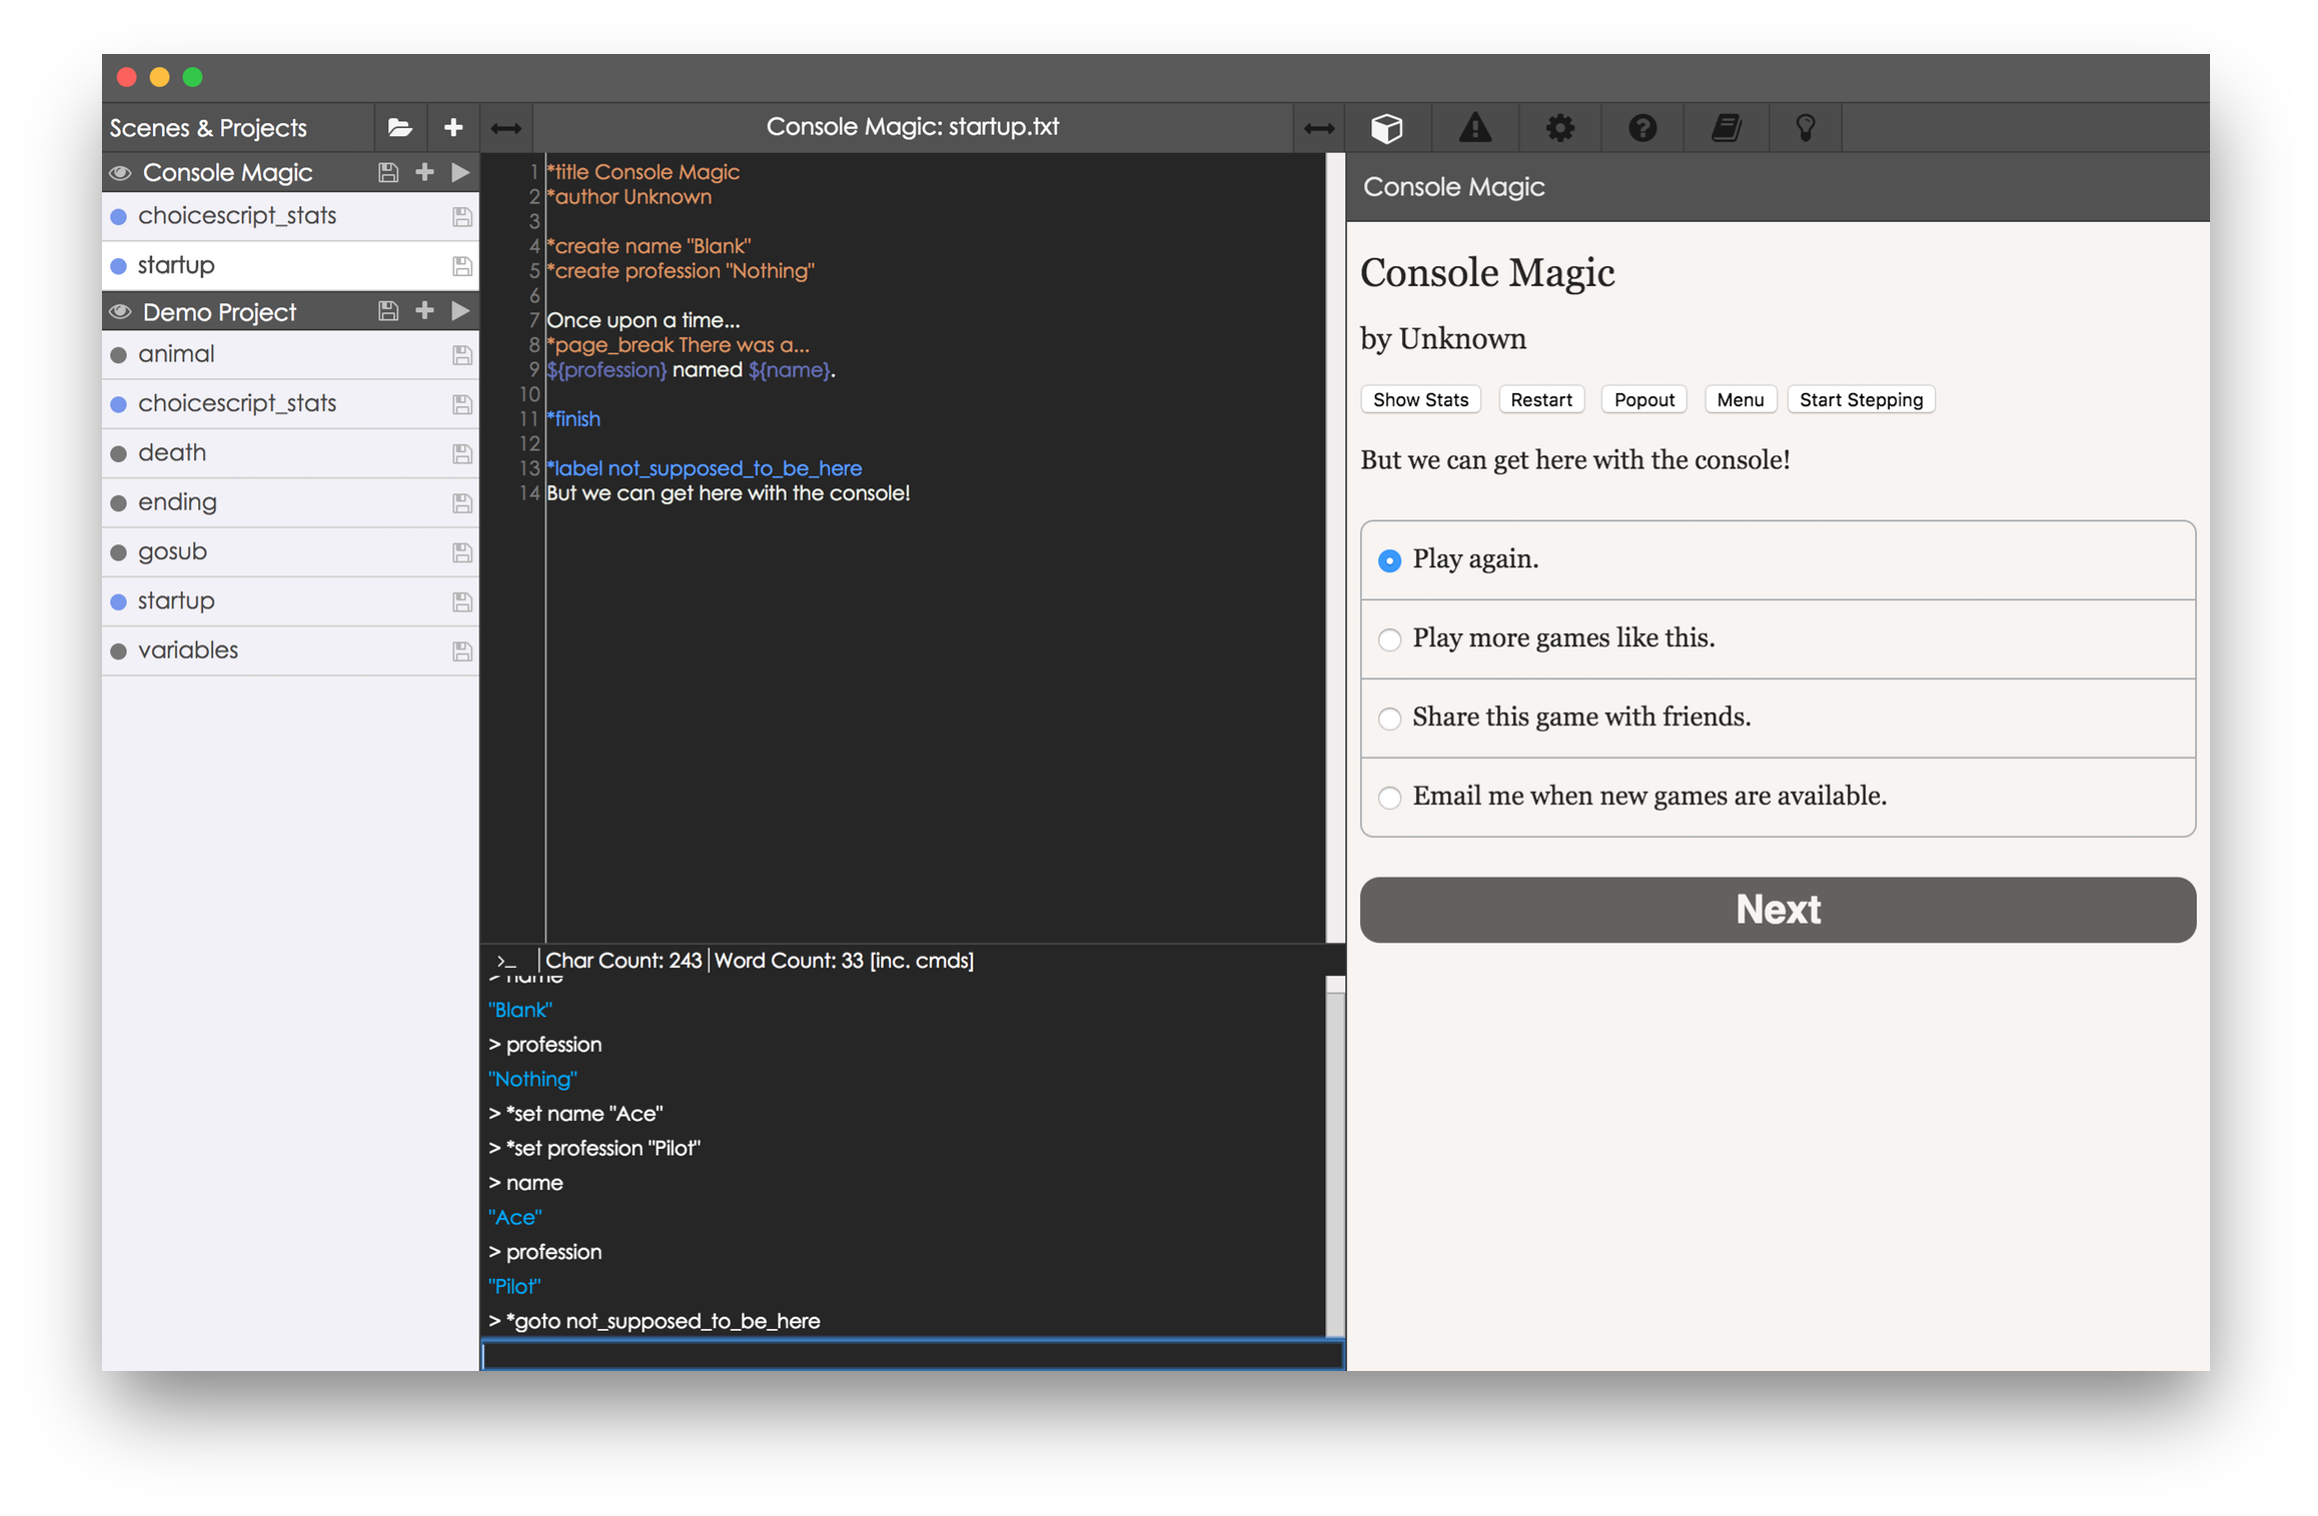 Scenes & Projects
Console Magic: startup.txt
Console Magic
choicescript_stats
startup
Demo Project
animal
choicescript_stats
death
ending
gosub
startup
variables
1 *title Console Magic
2 *author Unknown
3
4 *create name "Blank"
5 *create profession "Nothing"
6
7 Once upon a time...
8 *page_break There was a...
9 ${profession} named ${name}.
10
11 *finish
12
13 *label not_supposed_to_be_here
14 But we can get here with the console!
>_ Char Count: 243 Word Count: 33 [inc. cmds]
> name
"Blank"
> profession
"Nothing"
> *set name "Ace"
> *set profession "Pilot"
> name
"Ace"
> profession
"Pilot"
> *goto not_supposed_to_be_here
Console Magic
Console Magic
by Unknown
Show Stats Restart Popout Menu Start Stepping
But we can get here with the console!
Play again.
Play more games like this.
Share this game with friends.
Email me when new games are available.
Next